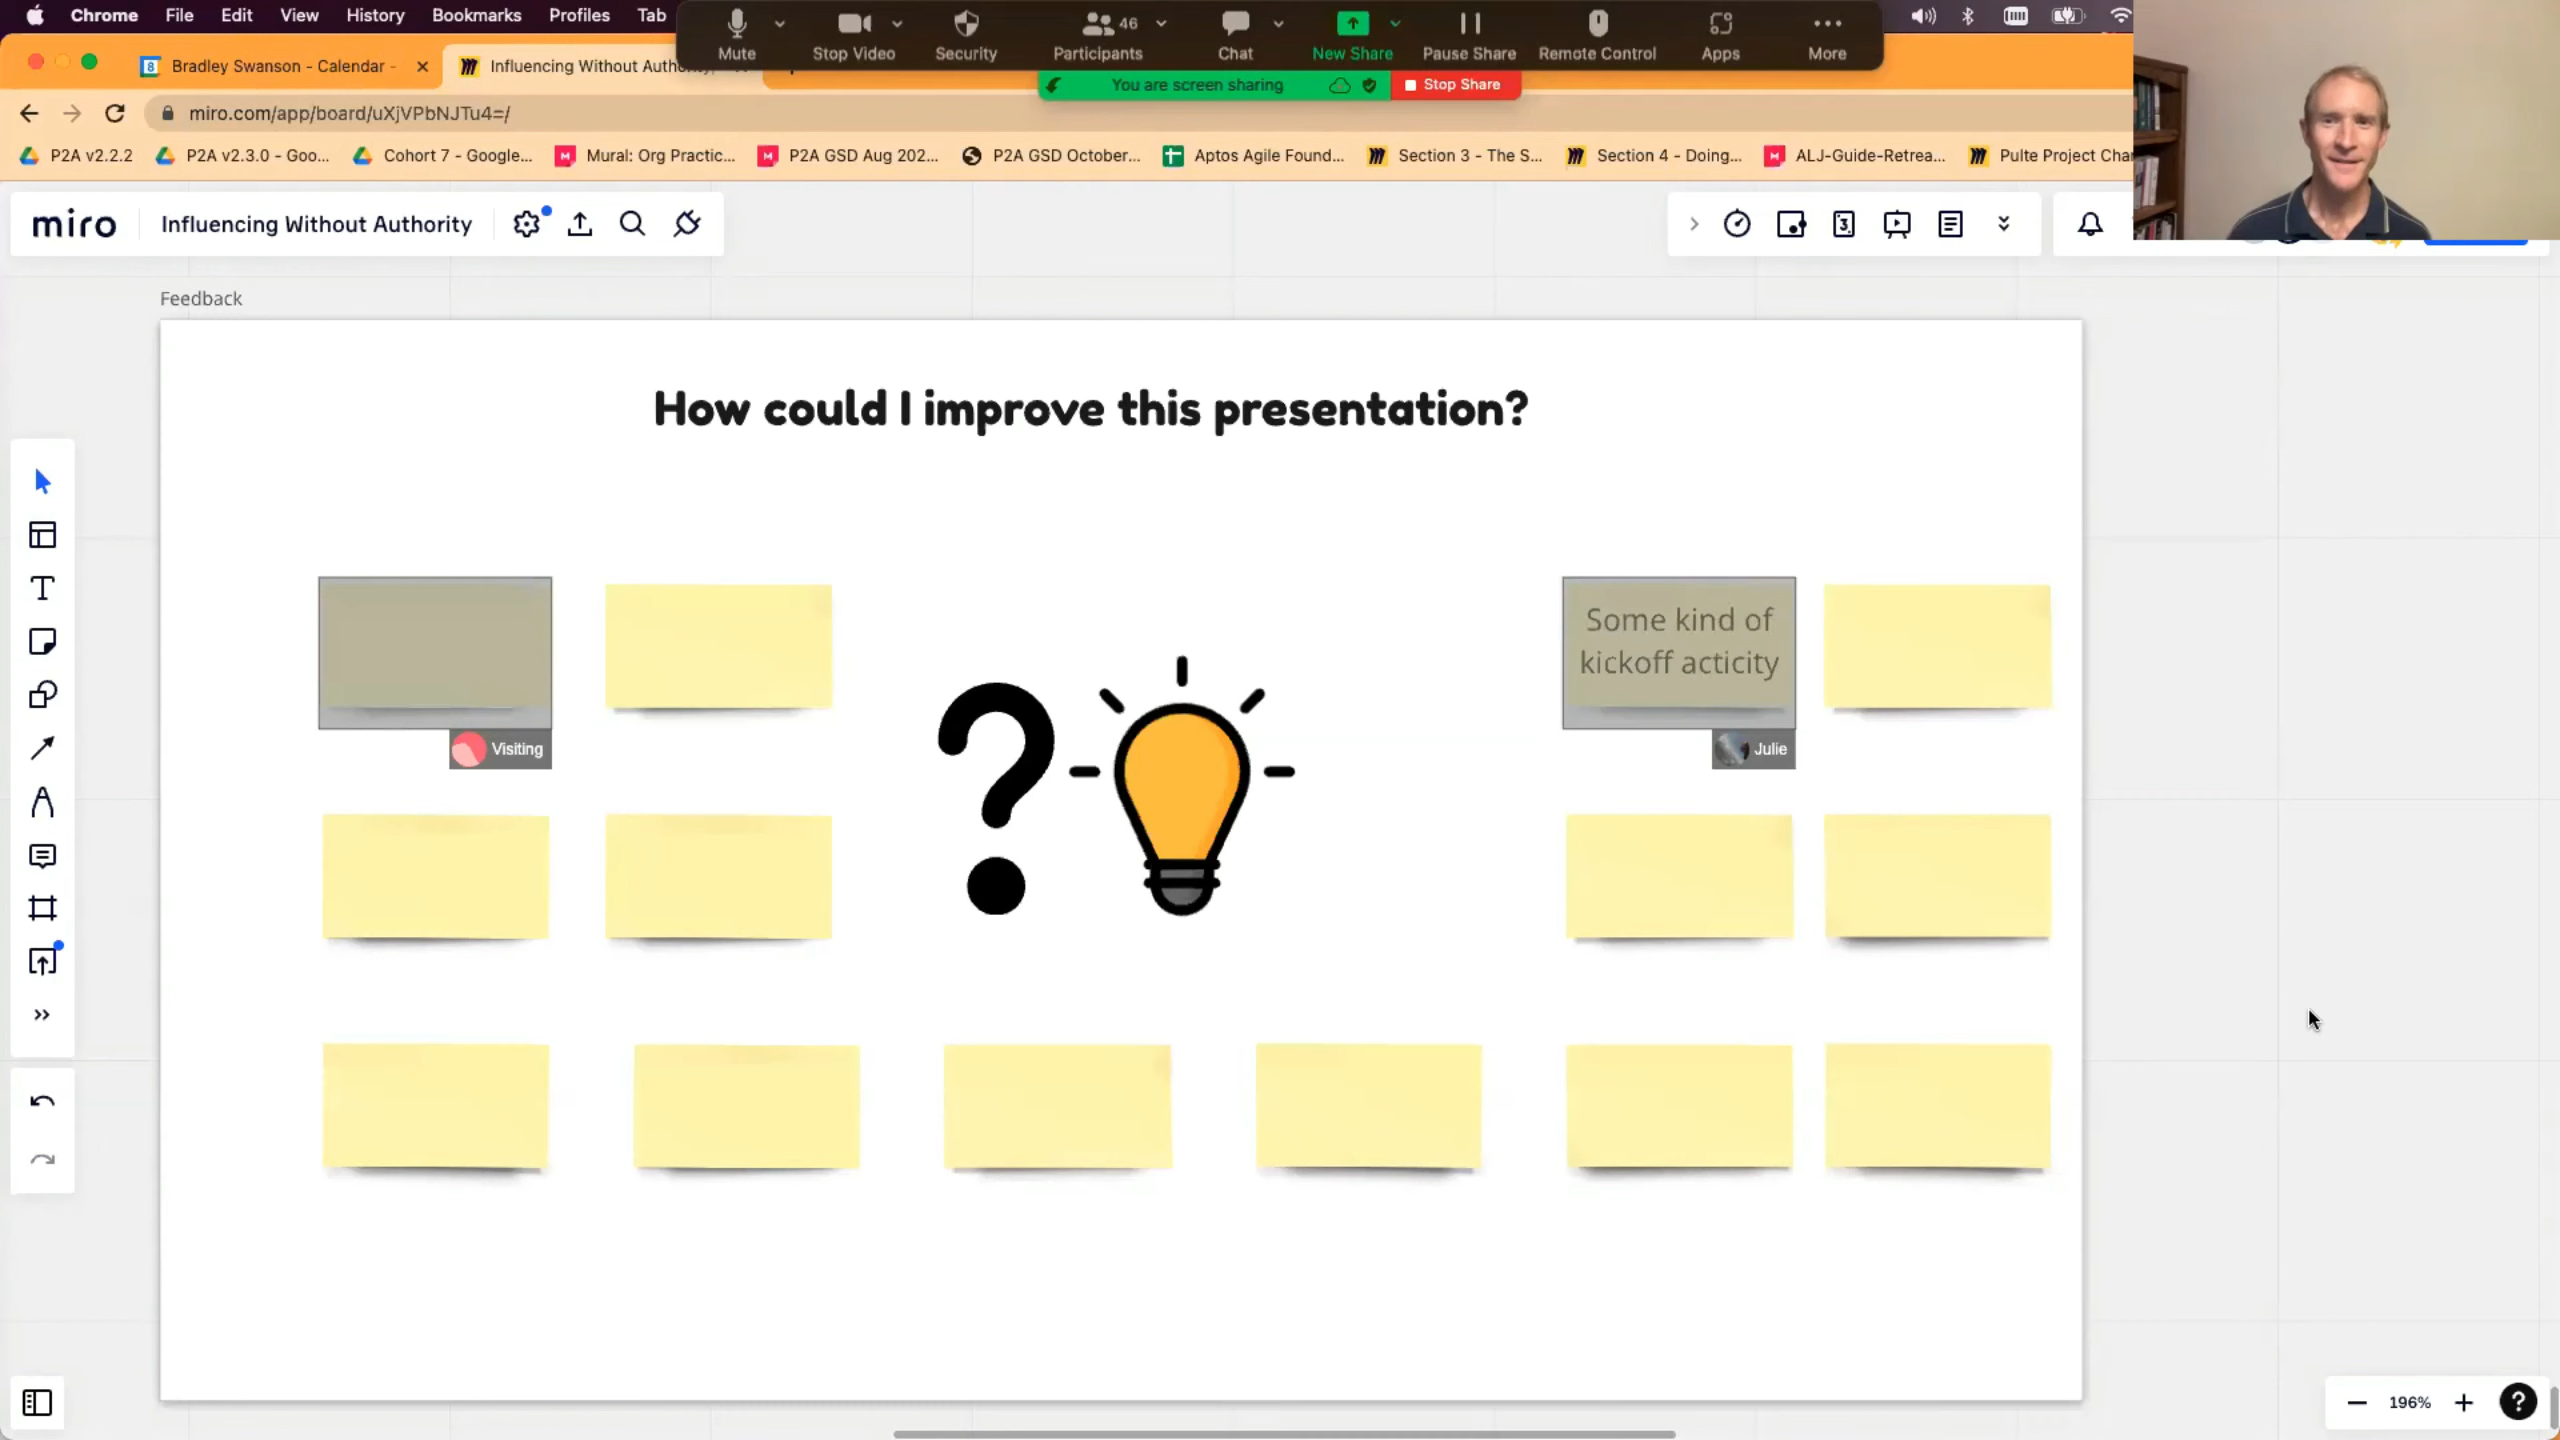 Chrome File Edit View History Bookmarks Profiles Tab
46
Mute Stop Video Security Participants Chat New Share Pause Share Remote Control Apps More
8 Bradley Swanson - Calendar - Influencing Without Author
You are screen sharing Stop Share
miro.com/app/board/uXjVPbNJTu4=/
P2A v2.2.2 P2A v2.3.0 - Goo... Cohort 7 - Google... Mural: Org Practic... P2A GSD Aug 202... P2A GSD October... Aptos Agile Found... Section 3 - The S... Section 4 - Doing... ALJ-Guide-Retrea... Pulte Project Char
miro Influencing Without Authority 3
Feedback
How could I improve this presentation?
Some kind of
kickoff acticity
Visiting
Julie
?
196%